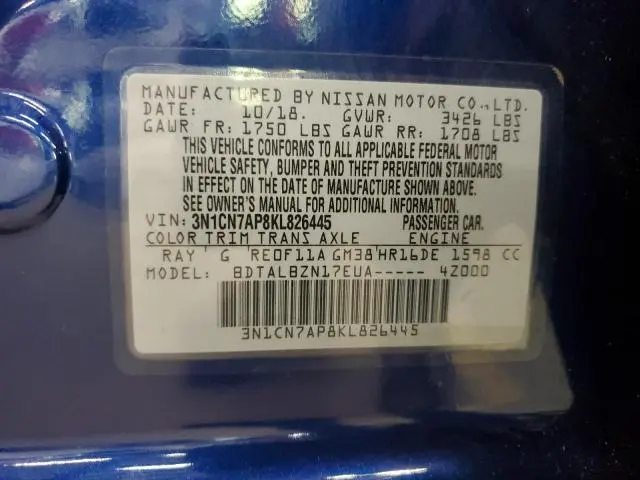 MANUFACTURED BY NISSAN MOTOR CO.,LTD.
DATE: 10/18. GVWR: 3426 LBS
GAWR FR: 1750 LBS GAWR RR: 1708 LBS
THIS VEHICLE CONFORMS TO ALL APPLICABLE FEDERAL MOTOR
VEHICLE SAFETY, BUMPER AND THEFT PREVENTION STANDARDS
IN EFFECT ON THE DATE OF MANUFACTURE SHOWN ABOVE.
SEE OWNER'S MANUAL FOR ADDITIONAL INFORMATION.
VIN: 3N1CN7AP8KL826445 PASSENGER CAR.
COLOR TRIM TRANS AXLE ENGINE
RAY G RE0F11A GM38 HR16DE 1598 CC
MODEL: BDTALBZN17EUA----- 4Z000
3N1CN7AP8KL826445